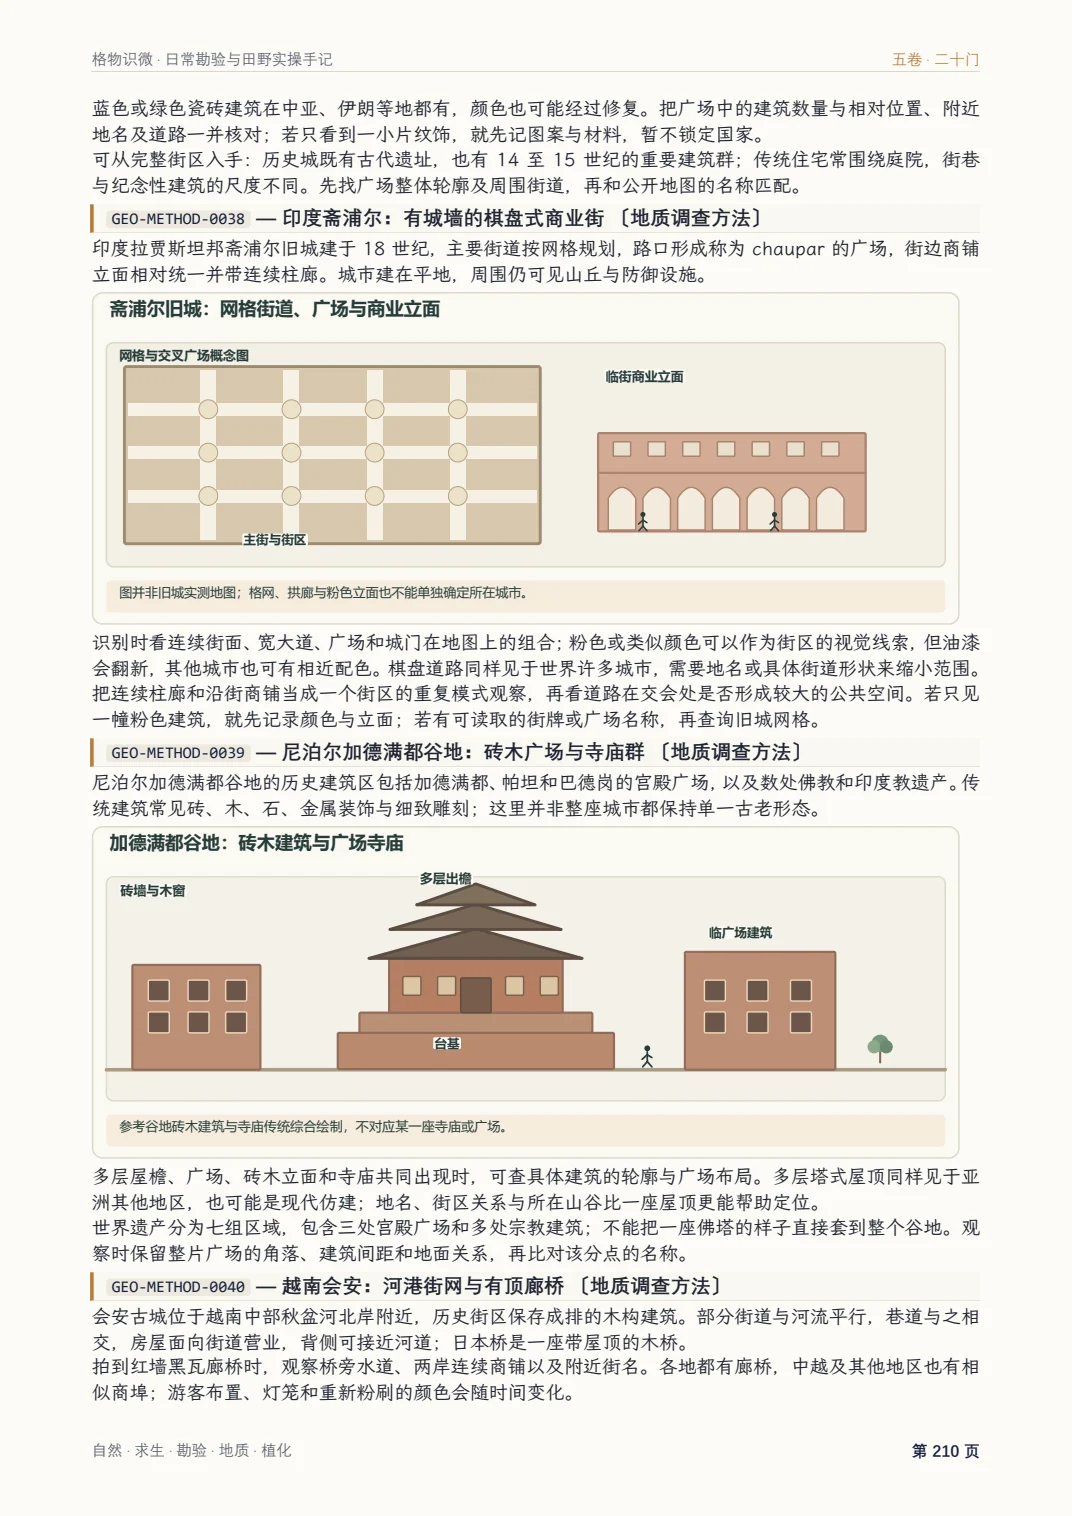 格物识微 · 日常勘验与田野实操手记
五卷 · 二十门
蓝色或绿色瓷砖建筑在中亚、伊朗等地都有，颜色也可能经过修复。把广场中的建筑数量与相对位置、附近
地名及道路一并核对；若只看到一小片纹饰，就先记图案与材料，暂不锁定国家。
可从完整街区入手：历史城既有古代遗址，也有 14 至 15 世纪的重要建筑群；传统住宅常围绕庭院，街巷
与纪念性建筑的尺度不同。先找广场整体轮廓及周围街道，再和公开地图的名称匹配。
GEO-METHOD-0038 — 印度斋浦尔：有城墙的棋盘式商业街 〔地质调查方法〕
印度拉贾斯坦邦斋浦尔旧城建于 18 世纪，主要街道按网格规划，路口形成称为 chaupar 的广场，街边商铺
立面相对统一并带连续柱廊。城市建在平地，周围仍可见山丘与防御设施。
斋浦尔旧城：网格街道、广场与商业立面
网格与交叉广场概念图
临街商业立面
主街与街区
图并非旧城实测地图；格网、拱廊与粉色立面也不能单独确定所在城市。
识别时看连续街面、宽大道、广场和城门在地图上的组合；粉色或类似颜色可以作为街区的视觉线索，但油漆
会翻新，其他城市也可有相近配色。棋盘道路同样见于世界许多城市，需要地名或具体街道形状来缩小范围。
把连续柱廊和沿街商铺当成一个街区的重复模式观察，再看道路在交会处是否形成较大的公共空间。若只见
一幢粉色建筑，就先记录颜色与立面；若有可读取的街牌或广场名称，再查询旧城网格。
GEO-METHOD-0039 — 尼泊尔加德满都谷地：砖木广场与寺庙群 〔地质调查方法〕
尼泊尔加德满都谷地的历史建筑区包括加德满都、帕坦和巴德岗的宫殿广场，以及数处佛教和印度教遗产。传
统建筑常见砖、木、石、金属装饰与细致雕刻；这里并非整座城市都保持单一古老形态。
加德满都谷地：砖木建筑与广场寺庙
多层出檐
砖墙与木窗
临广场建筑
台基
参考谷地砖木建筑与寺庙传统综合绘制，不对应某一座寺庙或广场。
多层屋檐、广场、砖木立面和寺庙共同出现时，可查具体建筑的轮廓与广场布局。多层塔式屋顶同样见于亚
洲其他地区，也可能是现代仿建；地名、街区关系与所在山谷比一座屋顶更能帮助定位。
世界遗产分为七组区域，包含三处宫殿广场和多处宗教建筑；不能把一座佛塔的样子直接套到整个谷地。观
察时保留整片广场的角落、建筑间距和地面关系，再比对该分点的名称。
GEO-METHOD-0040 — 越南会安：河港街网与有顶廊桥 〔地质调查方法〕
会安古城位于越南中部秋盆河北岸附近，历史街区保存成排的木构建筑。部分街道与河流平行，巷道与之相
交，房屋面向街道营业，背侧可接近河道；日本桥是一座带屋顶的木桥。
拍到红墙黑瓦廊桥时，观察桥旁水道、两岸连续商铺以及附近街名。各地都有廊桥，中越及其他地区也有相
似商埠；游客布置、灯笼和重新粉刷的颜色会随时间变化。
自然 · 求生 · 勘验 · 地质 · 植化
第 210 页